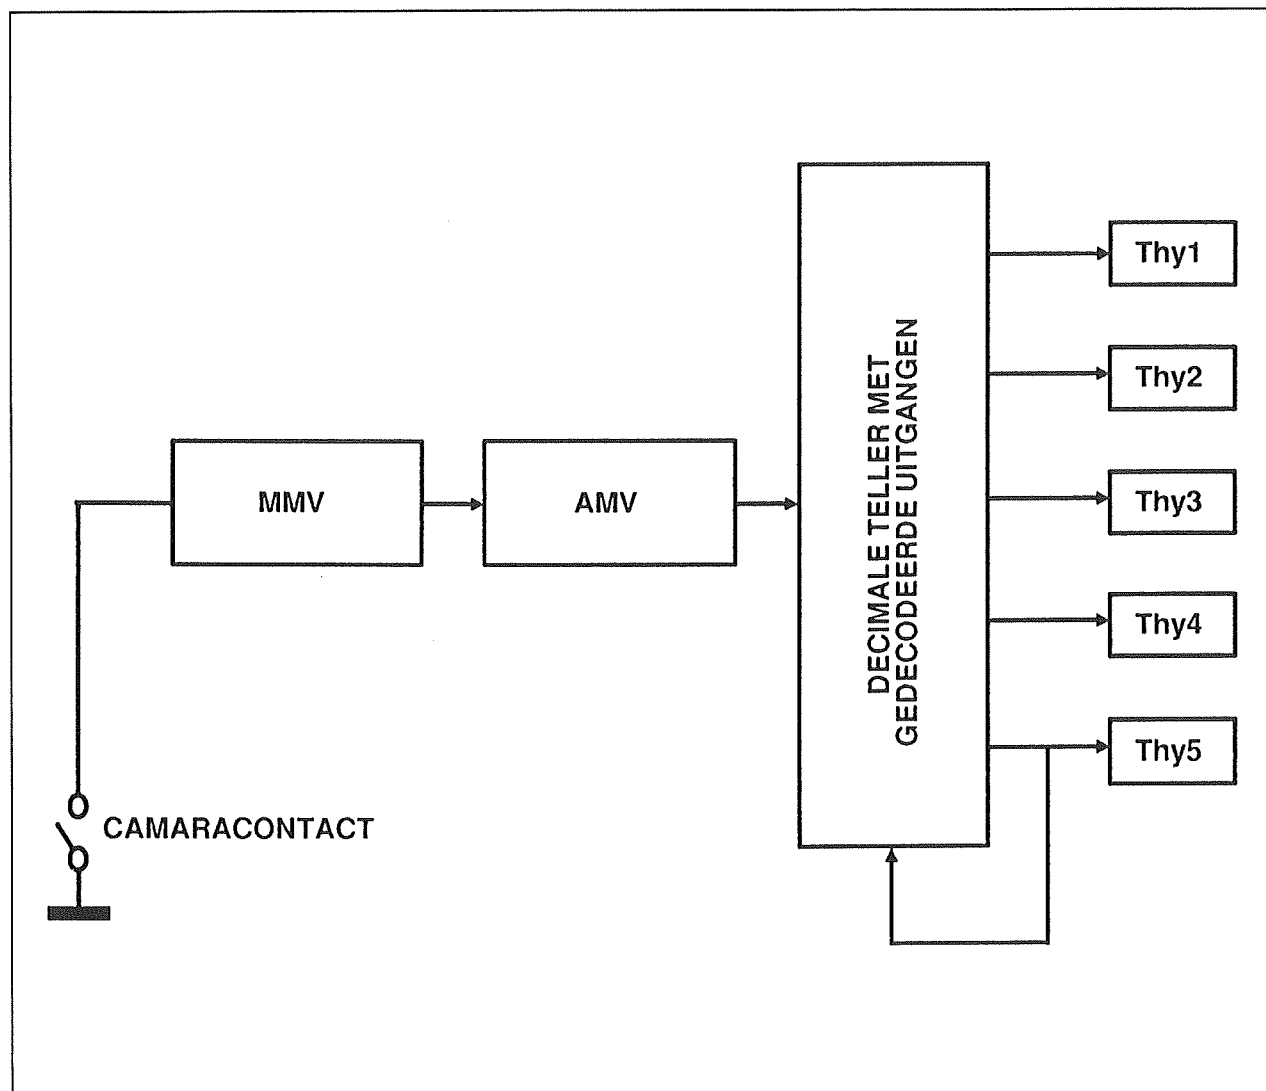 MMV
AMV
DECIMALE TELLER MET
GEDECODEERDE UITGANGEN
Thy1
Thy2
Thy3
Thy4
Thy5
CAMARACONTACT